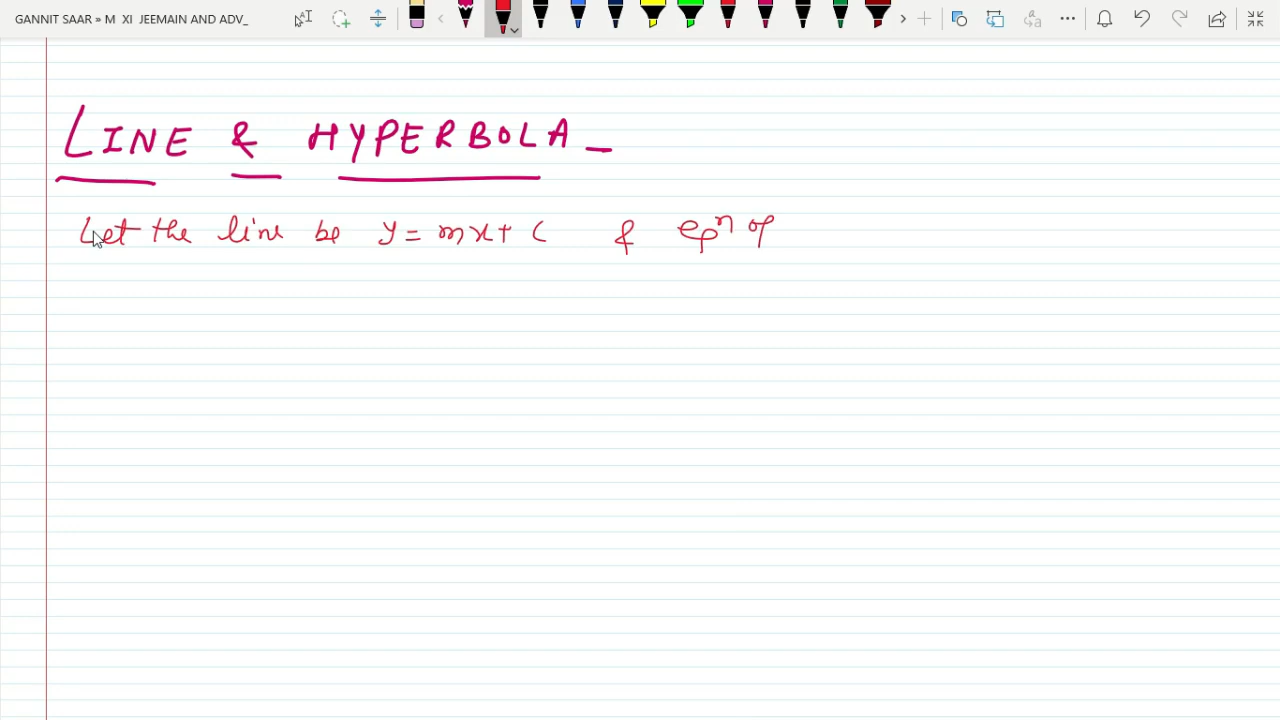 GANNIT SAAR » M XI JEEMAIN AND ADV_
LINE & HYPERBOLA _
Let the line be y = mx + c & eqⁿ of